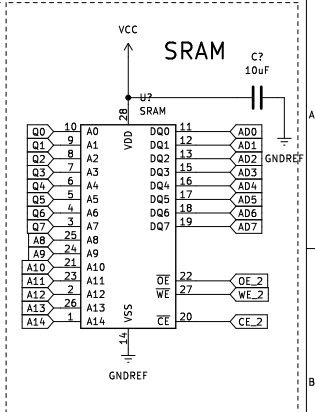 VCC
SRAM
C?
10uF
U?
SRAM
28
VDD
GNDREF
Q0 10 A0 DQ0 11 AD0
Q1 9 A1 DQ1 12 AD1
Q2 8 A2 DQ2 13 AD2
Q3 7 A3 DQ3 15 AD3
Q4 6 A4 DQ4 16 AD4
Q5 5 A5 DQ5 17 AD5
Q6 4 A6 DQ6 18 AD6
Q7 3 A7 DQ7 19 AD7
A8 25 A8
A9 24 A9
A10 21 A10
A11 23 A11 OE 22 OE_2
A12 2 A12 WE 27 WE_2
A13 26 A13
A14 1 A14 CE 20 CE_2
VSS
14
GNDREF
A
B